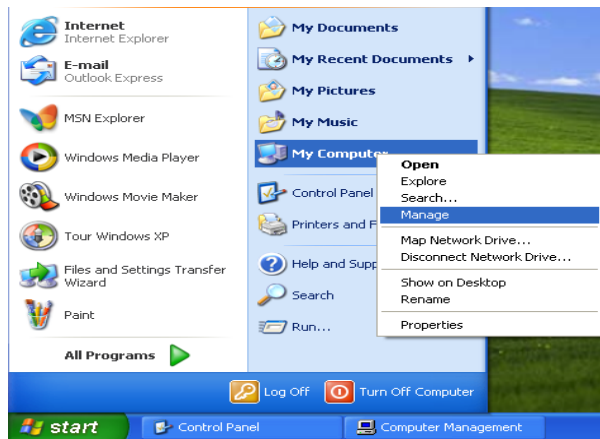 Internet
Internet Explorer
E-mail
Outlook Express
MSN Explorer
Windows Media Player
Windows Movie Maker
Tour Windows XP
Files and Settings Transfer
Wizard
Paint
All Programs
My Documents
My Recent Documents
My Pictures
My Music
My Computer
Control Panel
Printers and F
Help and Supp
Search
Run...
Open
Explore
Search...
Manage
Map Network Drive...
Disconnect Network Drive...
Show on Desktop
Rename
Properties
Log Off
Turn Off Computer
start
Control Panel
Computer Management